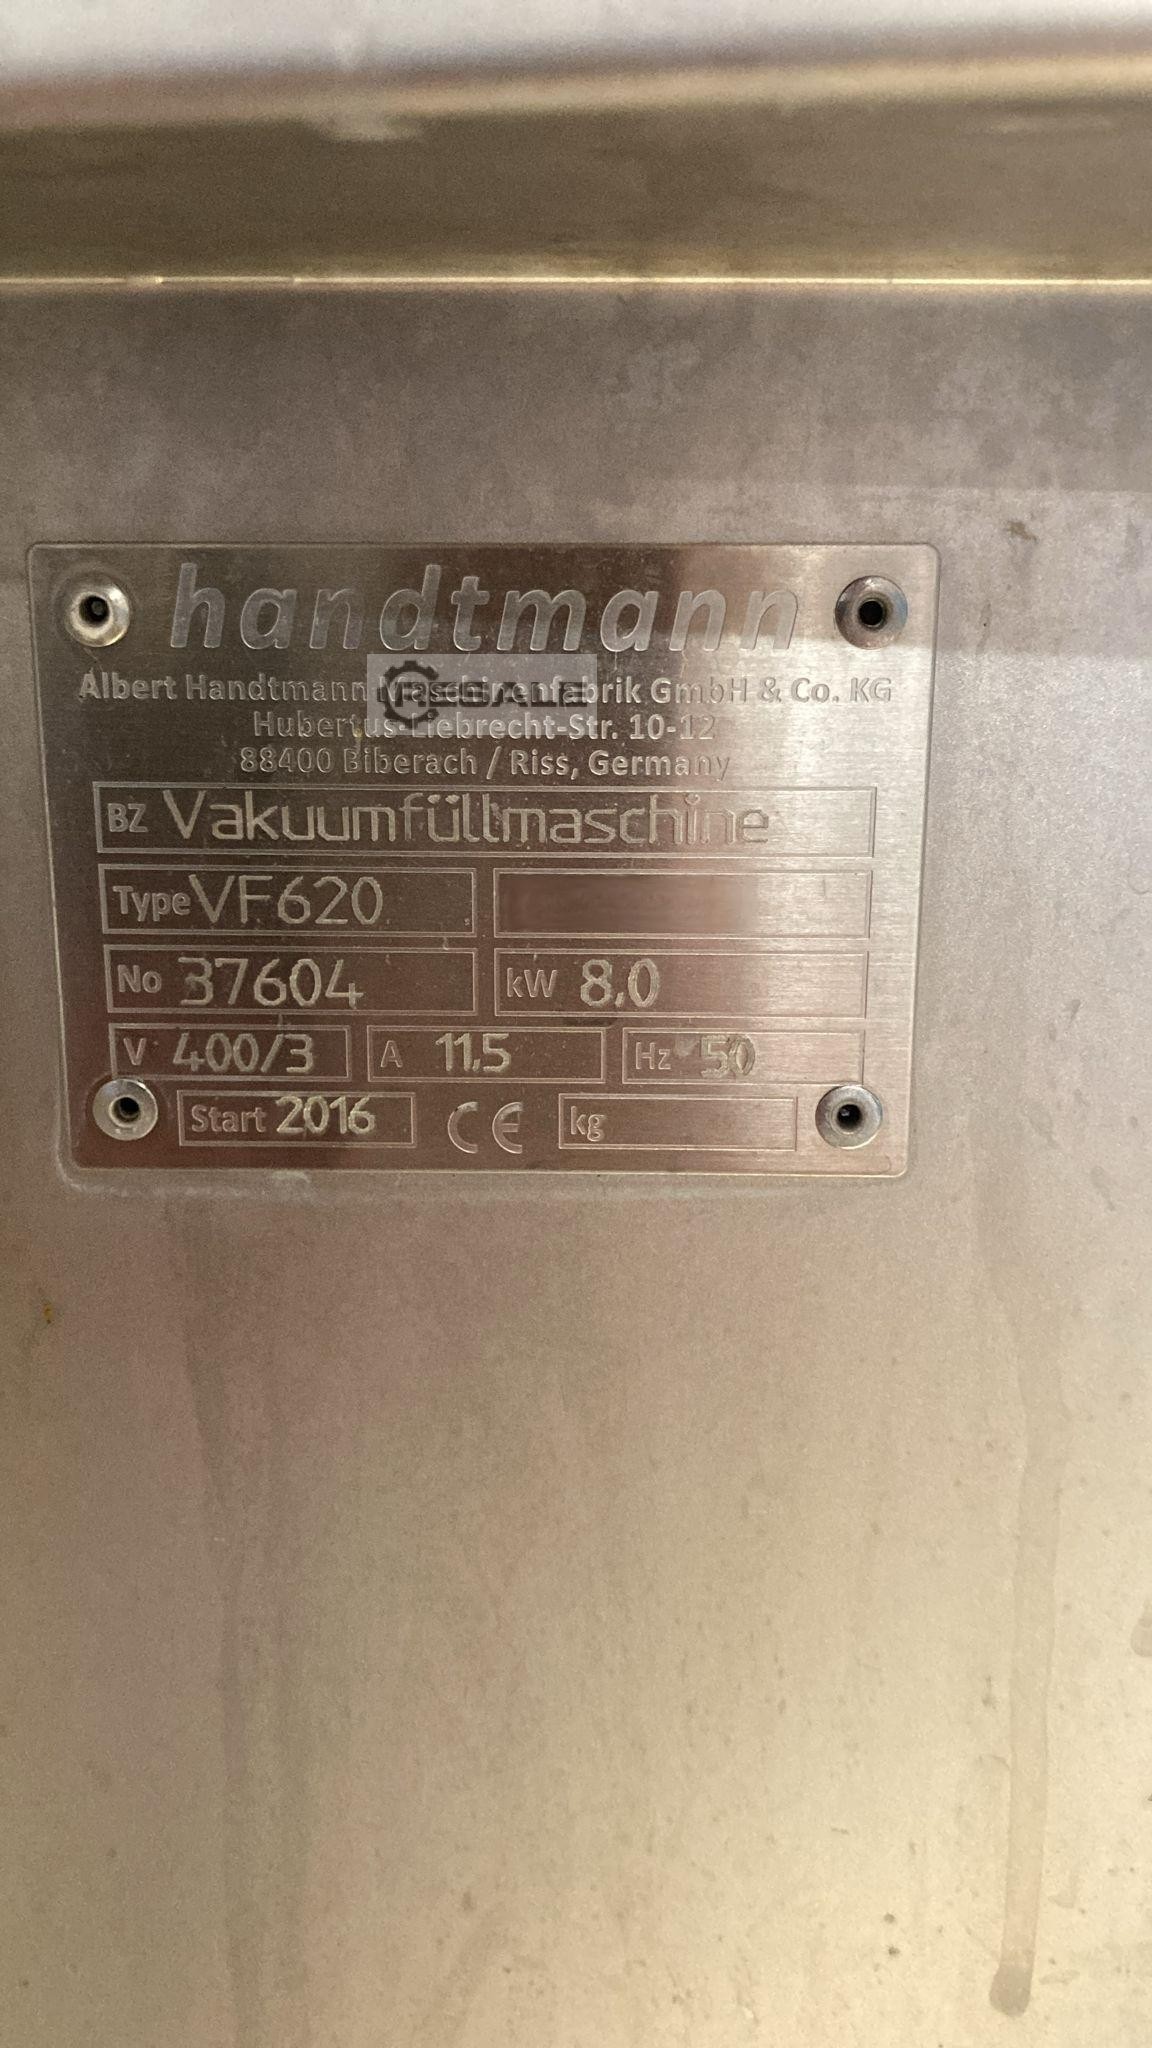 handtmann
RESALE
Albert Handtmann Maschinenfabrik GmbH & Co. KG
Hubertus-Liebrecht-Str. 10-12
88400 Biberach / Riss, Germany
BZ Vakuumfüllmaschine
Type VF620
No 37604 kW 8,0
V 400/3 A 11,5 Hz 50
Start 2016 CE kg